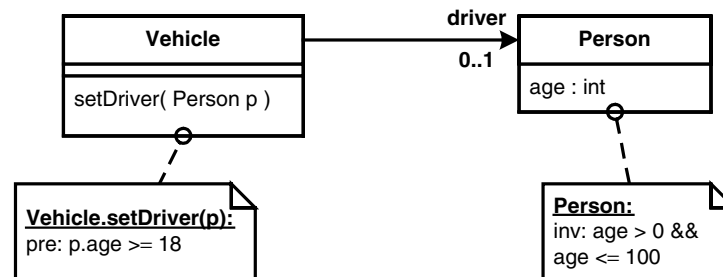 Vehicle
setDriver( Person p )
driver
0..1
Person
age : int
Vehicle.setDriver(p):
pre: p.age >= 18
Person:
inv: age > 0 &&
age <= 100